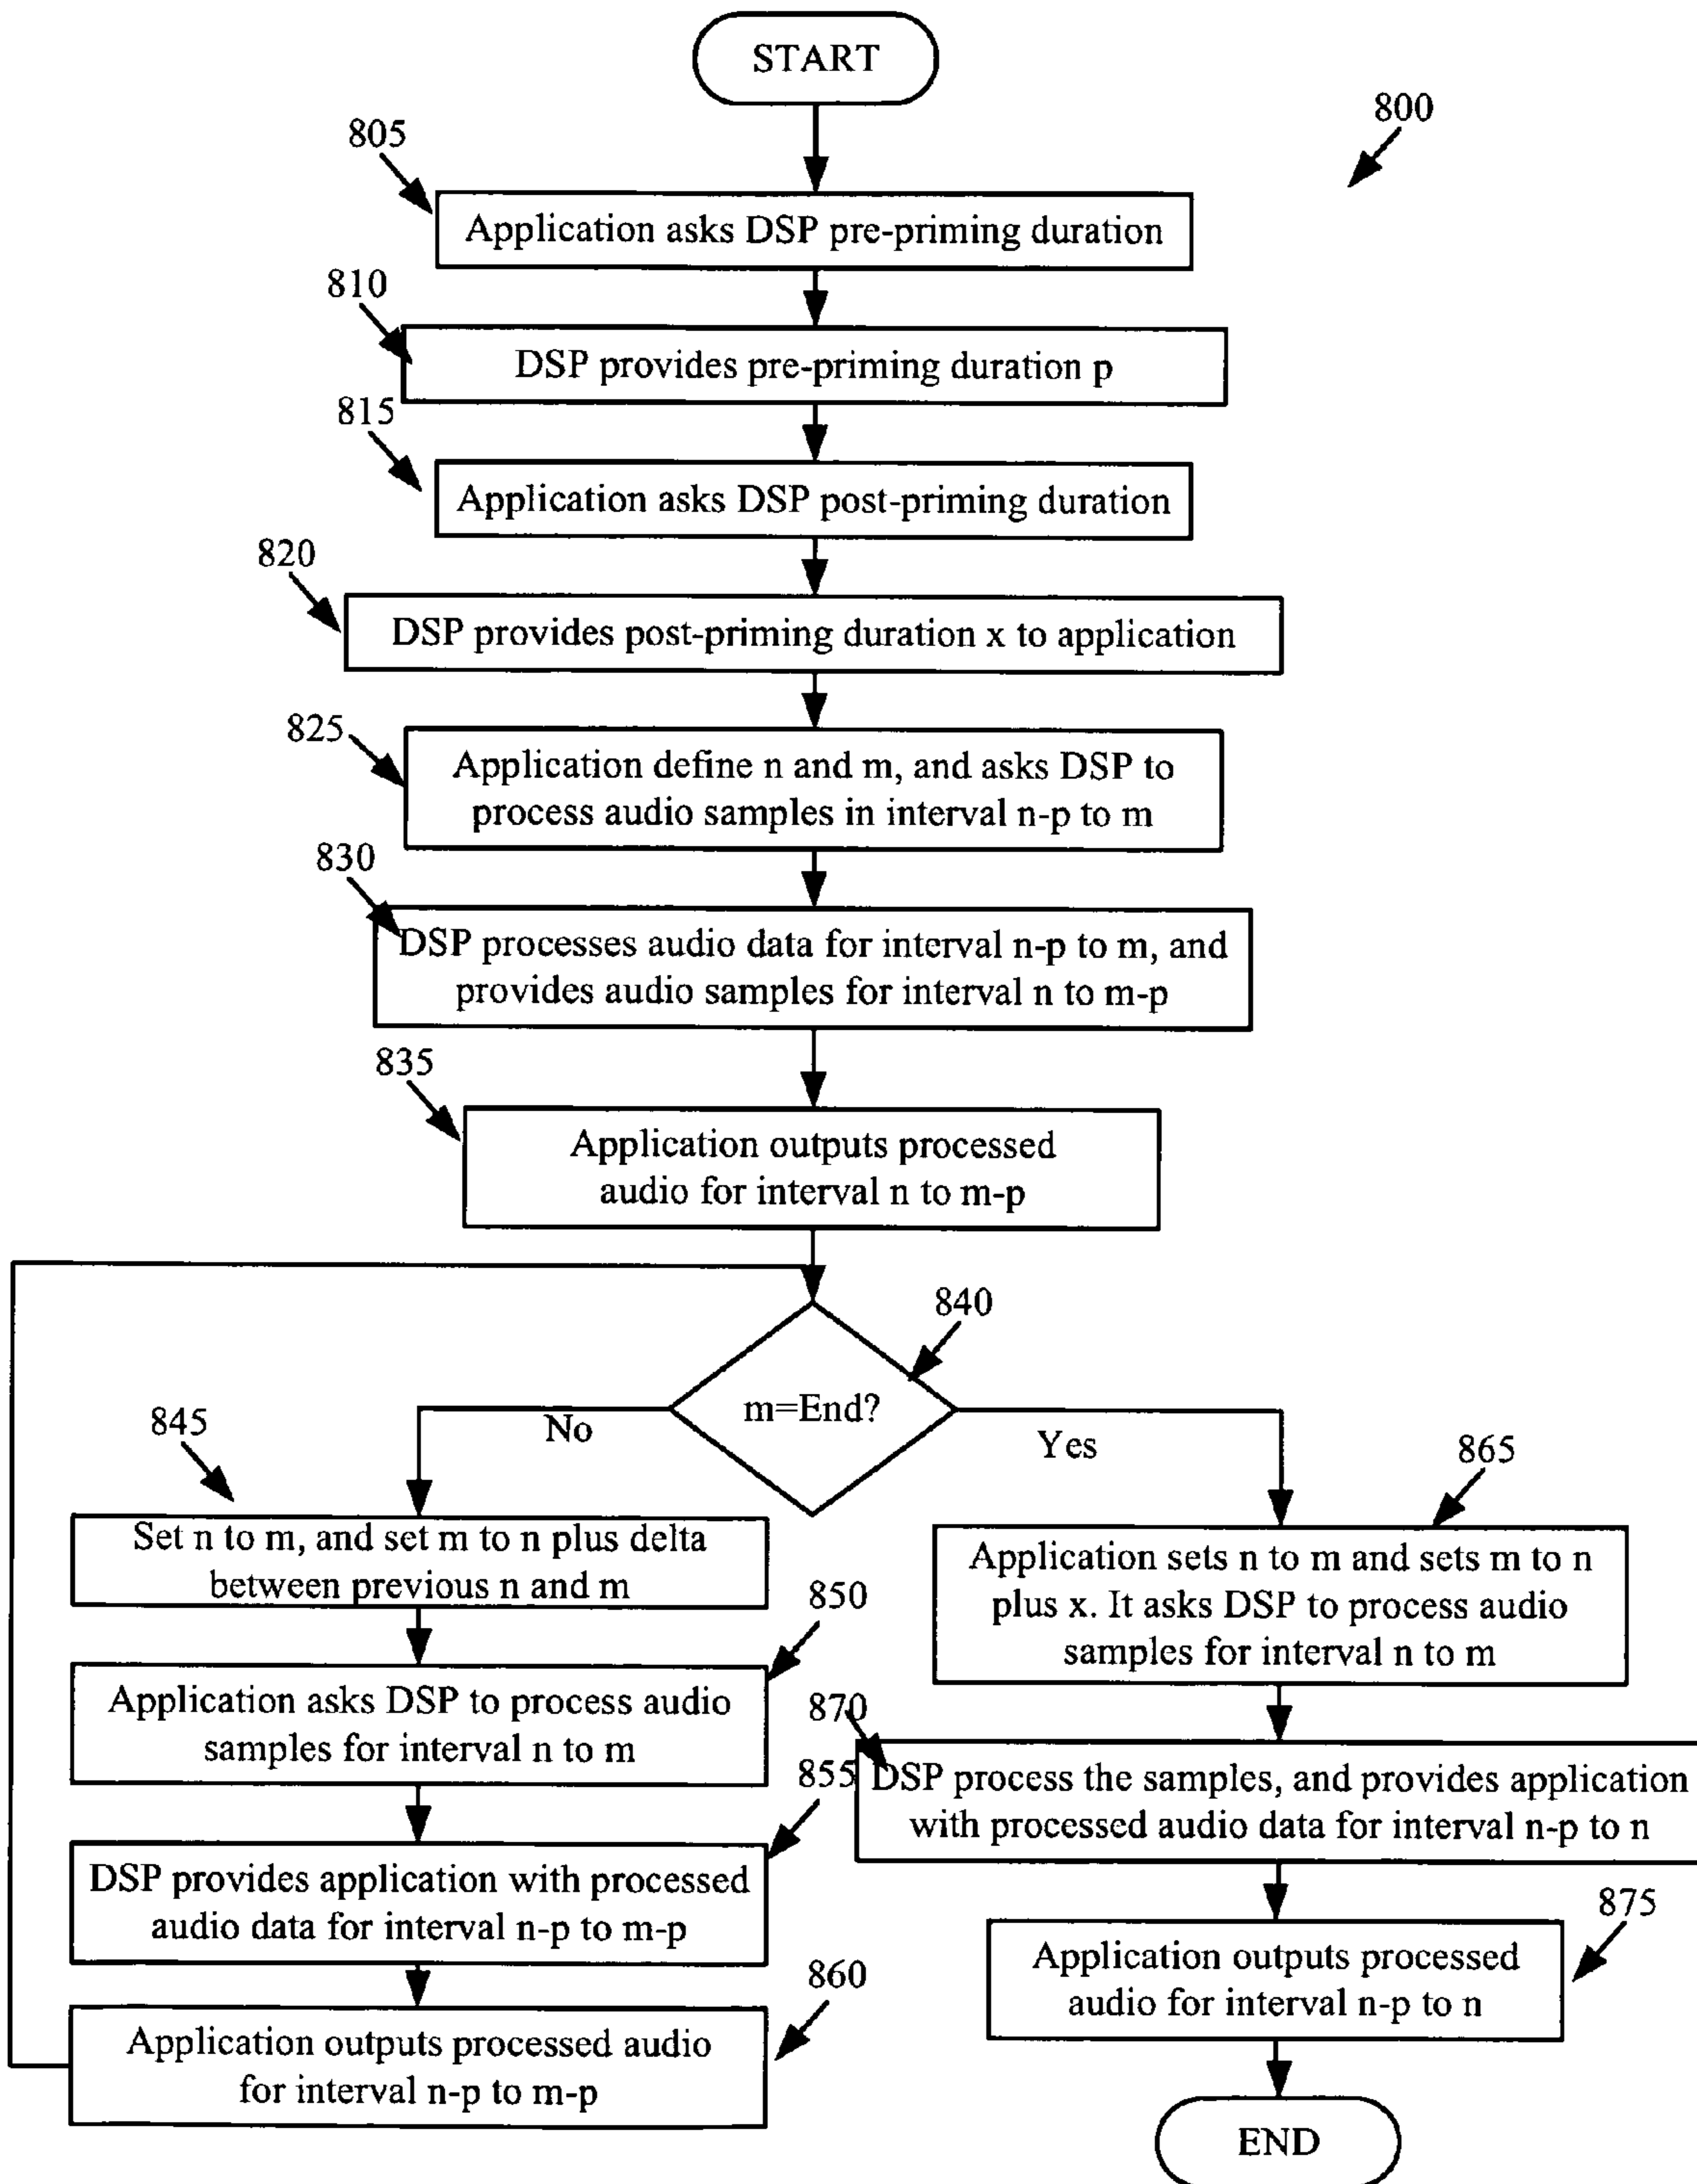 START
800
805
Application asks DSP pre-priming duration
810
DSP provides pre-priming duration p
815
Application asks DSP post-priming duration
820
DSP provides post-priming duration x to application
825
Application define n and m, and asks DSP to
process audio samples in interval n-p to m
830
DSP processes audio data for interval n-p to m, and
provides audio samples for interval n to m-p
835
Application outputs processed
audio for interval n to m-p
840
m=End?
No
Yes
845
Set n to m, and set m to n plus delta
between previous n and m
850
Application asks DSP to process audio
samples for interval n to m
855
DSP provides application with processed
audio data for interval n-p to m-p
860
Application outputs processed audio
for interval n-p to m-p
865
Application sets n to m and sets m to n
plus x. It asks DSP to process audio
samples for interval n to m
870
DSP process the samples, and provides application
with processed audio data for interval n-p to n
875
Application outputs processed
audio for interval n-p to n
END